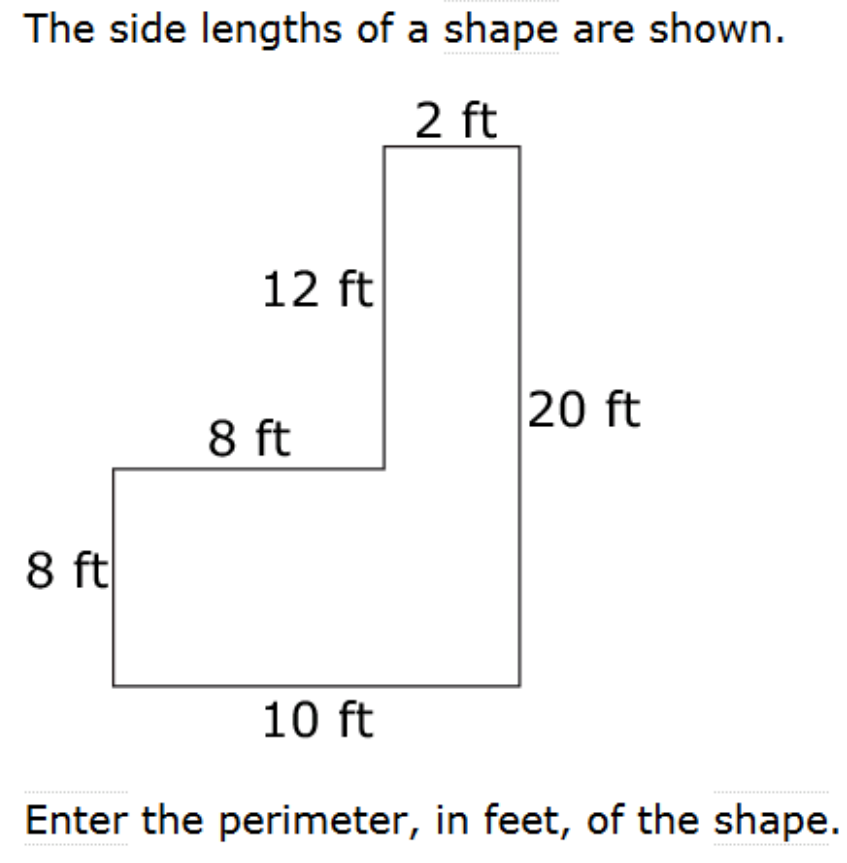 The side lengths of a shape are shown.
2 ft
12 ft
20 ft
8 ft
8 ft
10 ft
Enter the perimeter, in feet, of the shape.